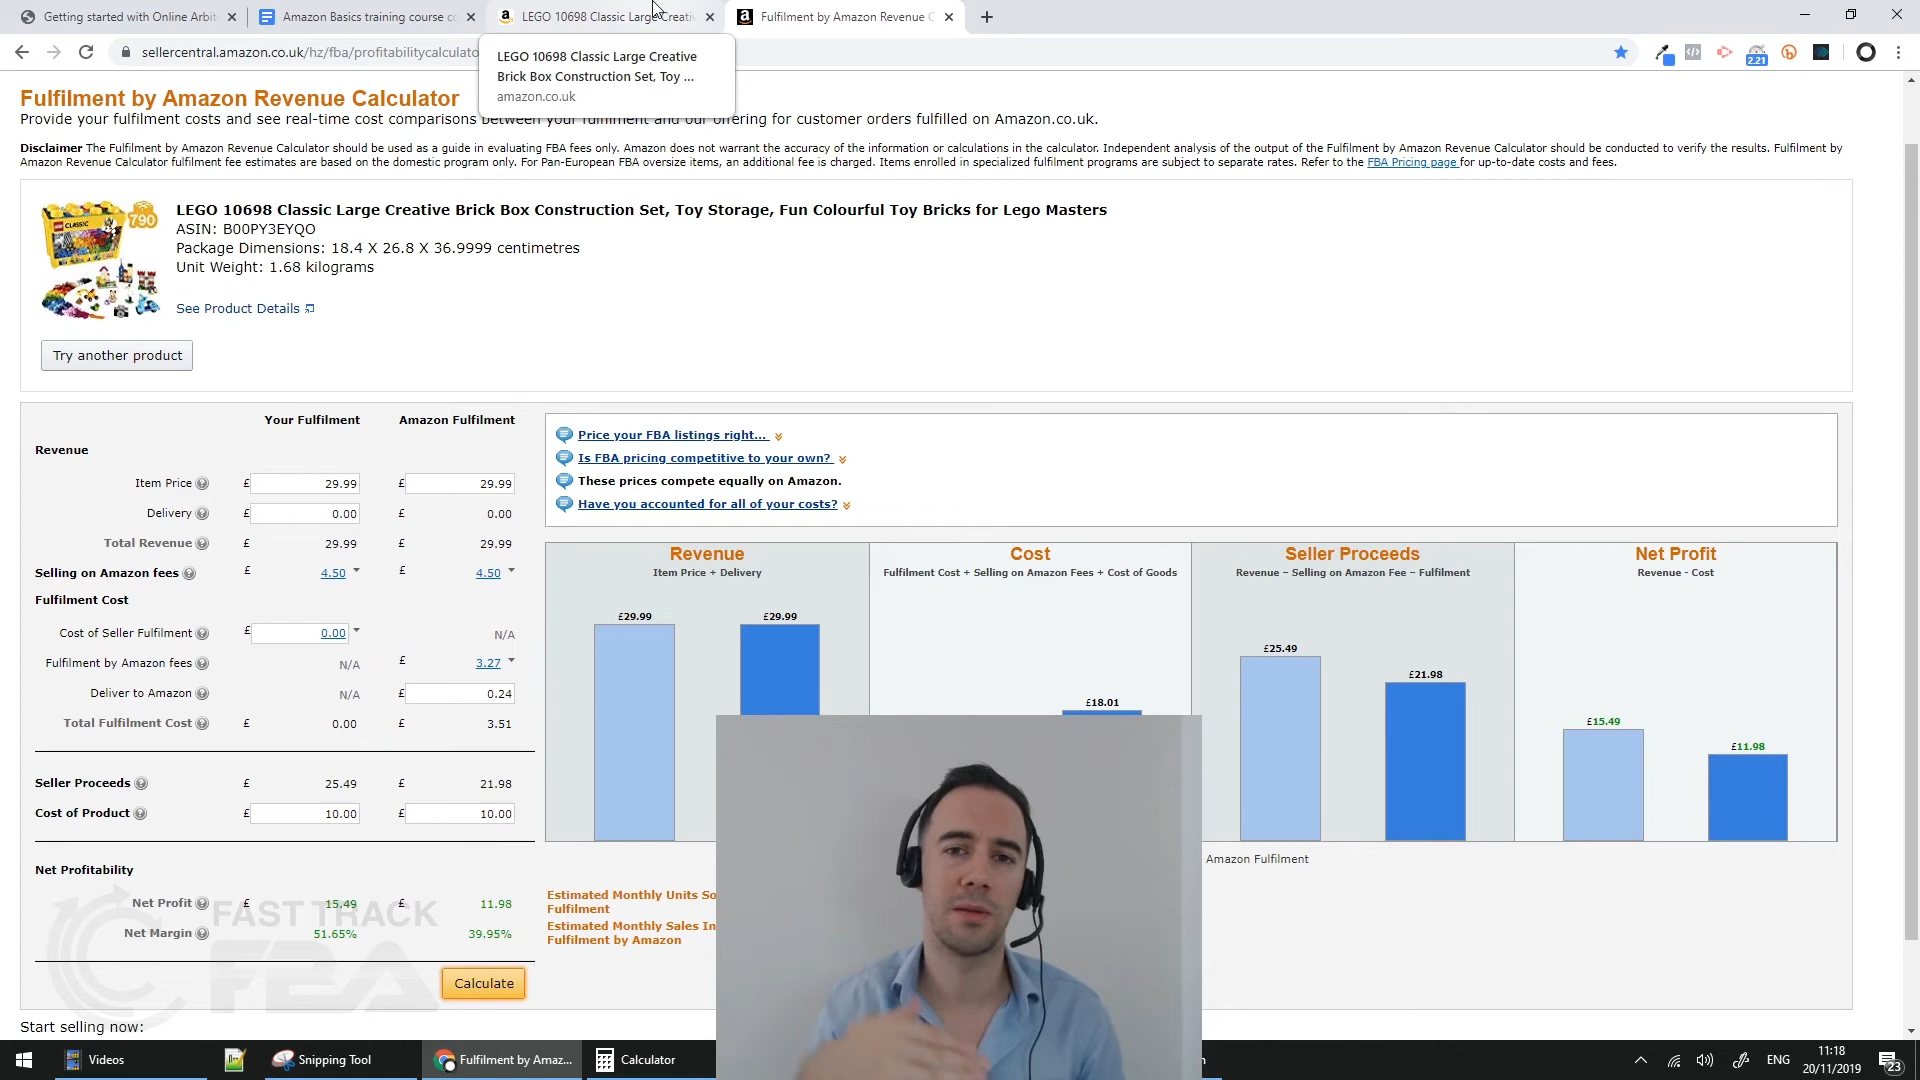 Getting started with Online Arbit
Amazon Basics training course co
LEGO 10698 Classic Large Creativ
Fulfilment by Amazon Revenue C
sellercentral.amazon.co.uk/hz/fba/profitabilitycalculato
2.21
LEGO 10698 Classic Large Creative
Brick Box Construction Set, Toy ...
amazon.co.uk
Fulfilment by Amazon Revenue Calculator
Provide your fulfilment costs and see real-time cost comparisons between your fulfilment and our offering for customer orders fulfilled on Amazon.co.uk.
Disclaimer The Fulfilment by Amazon Revenue Calculator should be used as a guide in evaluating FBA fees only. Amazon does not warrant the accuracy of the information or calculations in the calculator. Independent analysis of the output of the Fulfilment by Amazon Revenue Calculator should be conducted to verify the results. Fulfilment by
Amazon Revenue Calculator fulfilment fee estimates are based on the domestic program only. For Pan-European FBA oversize items, an additional fee is charged. Items enrolled in specialized fulfilment programs are subject to separate rates. Refer to the FBA Pricing page for up-to-date costs and fees.
790
CLASSIC
LEGO 10698 Classic Large Creative Brick Box Construction Set, Toy Storage, Fun Colourful Toy Bricks for Lego Masters
ASIN: B00PY3EYQO
Package Dimensions: 18.4 X 26.8 X 36.9999 centimetres
Unit Weight: 1.68 kilograms
See Product Details
Try another product
Your Fulfilment Amazon Fulfilment
Revenue
Item Price £ 29.99 £ 29.99
Delivery £ 0.00 £ 0.00
Total Revenue £ 29.99 £ 29.99
Selling on Amazon fees £ 4.50 £ 4.50
Fulfilment Cost
Cost of Seller Fulfilment £ 0.00 N/A
Fulfilment by Amazon fees N/A £ 3.27
Deliver to Amazon N/A £ 0.24
Total Fulfilment Cost £ 0.00 £ 3.51
Seller Proceeds £ 25.49 £ 21.98
Cost of Product £ 10.00 £ 10.00
Net Profitability
Net Profit £ 15.49 £ 11.98
Net Margin 51.65% 39.95%
FAST TRACK
FBA
Calculate
Start selling now:
Price your FBA listings right...
Is FBA pricing competitive to your own?
These prices compete equally on Amazon.
Have you accounted for all of your costs?
Revenue
Item Price + Delivery
£29.99 £29.99
Cost
Fulfilment Cost + Selling on Amazon Fees + Cost of Goods
£18.01
Seller Proceeds
Revenue – Selling on Amazon Fee – Fulfilment
£25.49
£21.98
Net Profit
Revenue - Cost
£15.49
£11.98
Amazon Fulfilment
Estimated Monthly Units So
Fulfilment
Estimated Monthly Sales In
Fulfilment by Amazon
Videos
Snipping Tool
Fulfilment by Amaz...
Calculator
ENG
11:18
20/11/2019
23